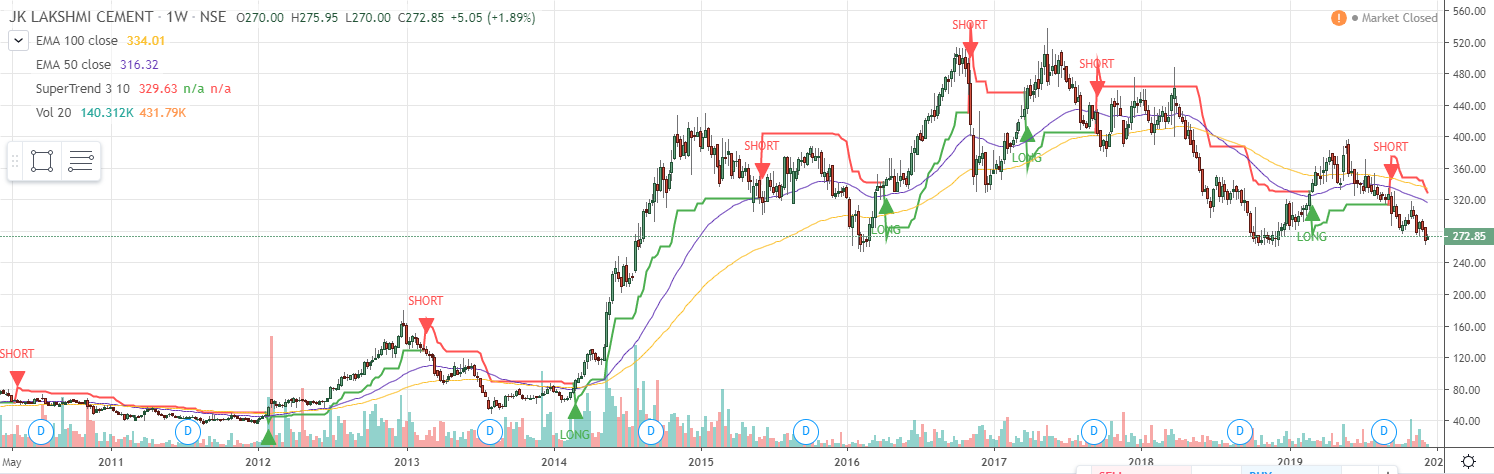 JK LAKSHMI CEMENT · 1W · NSE O270.00 H275.95 L270.00 C272.85 +5.05 (+1.89%)
! Market Closed
EMA 100 close 334.01
EMA 50 close 316.32
SuperTrend 3 10 329.63 n/a n/a
Vol 20 140.312K 431.79K
560.00
520.00
480.00
440.00
400.00
360.00
320.00
272.85
240.00
200.00
160.00
120.00
80.00
40.00
SHORT
SHORT
SHORT
SHORT
SHORT
SHORT
LONG
LONG
LONG
LONG
D D D D D D D D
May 2011 2012 2013 2014 2015 2016 2017 2018 2019 202
SELL BUY